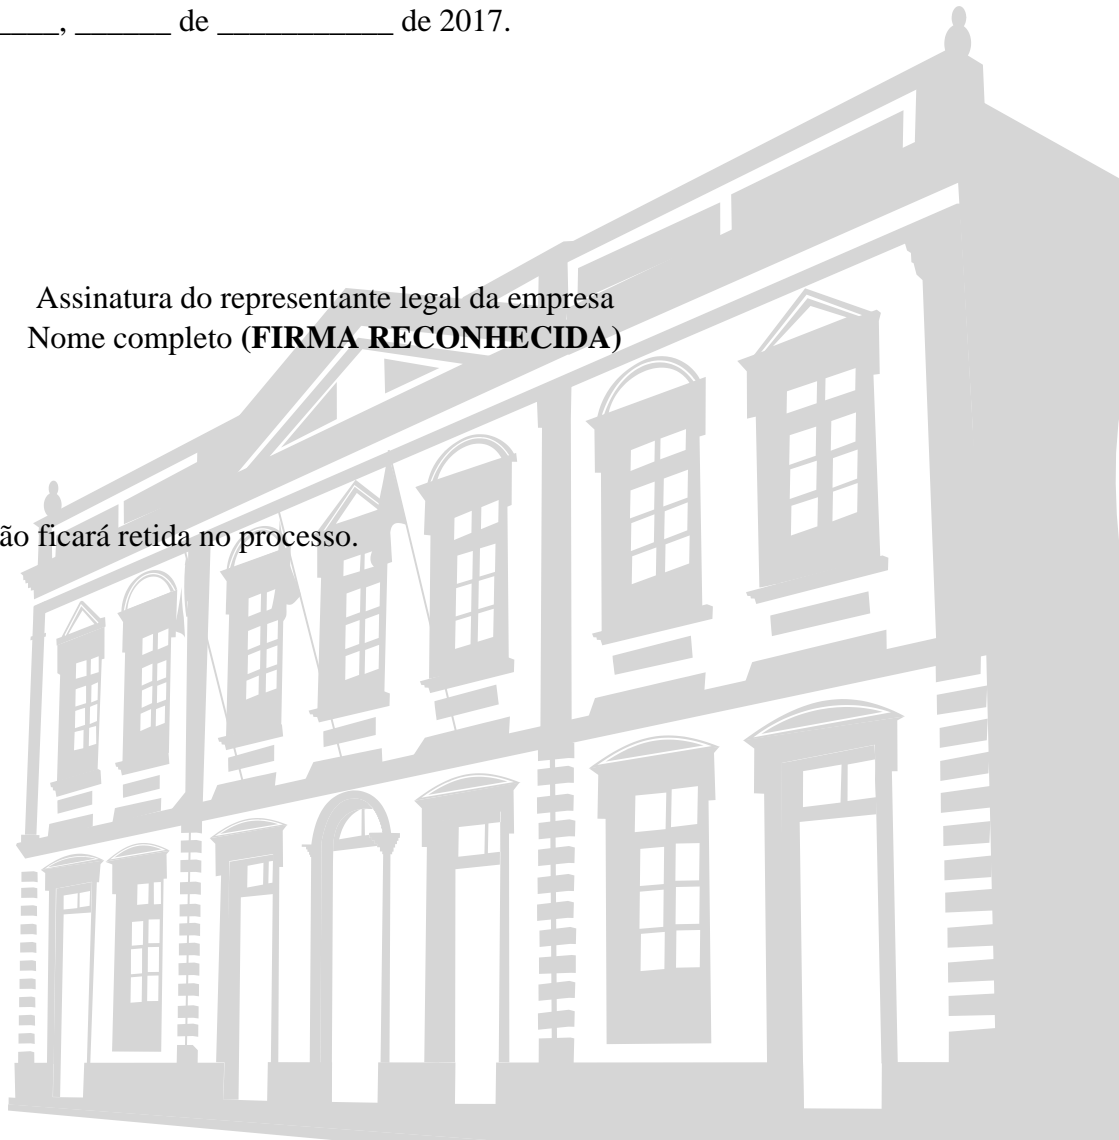 ____, ______ de ___________ de 2017.
Assinatura do representante legal da empresa
Nome completo (FIRMA RECONHECIDA)
ão ficará retida no processo.